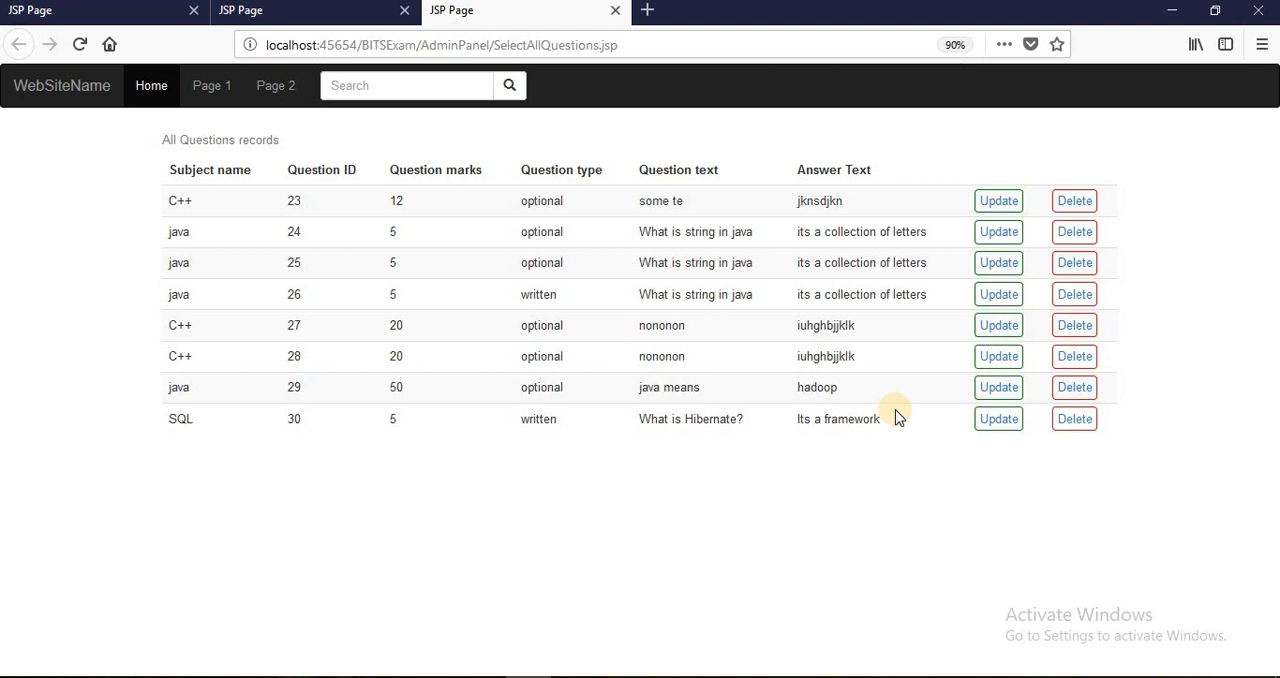 JSP Page JSP Page JSP Page
localhost:45654/BITSExam/AdminPanel/SelectAllQuestions.jsp 90%
WebSiteName Home Page 1 Page 2 Search
All Questions records
Subject name Question ID Question marks Question type Question text Answer Text
C++ 23 12 optional some te jknsdjkn Update Delete
java 24 5 optional What is string in java its a collection of letters Update Delete
java 25 5 optional What is string in java its a collection of letters Update Delete
java 26 5 written What is string in java its a collection of letters Update Delete
C++ 27 20 optional nononon iuhghbjjklk Update Delete
C++ 28 20 optional nononon iuhghbjjklk Update Delete
java 29 50 optional java means hadoop Update Delete
SQL 30 5 written What is Hibernate? Its a framework Update Delete
Activate Windows
Go to Settings to activate Windows.